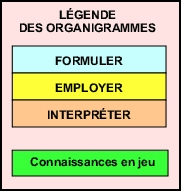 LÉGENDE
DES ORGANIGRAMMES
FORMULER
EMPLOYER
INTERPRÉTER
Connaissances en jeu